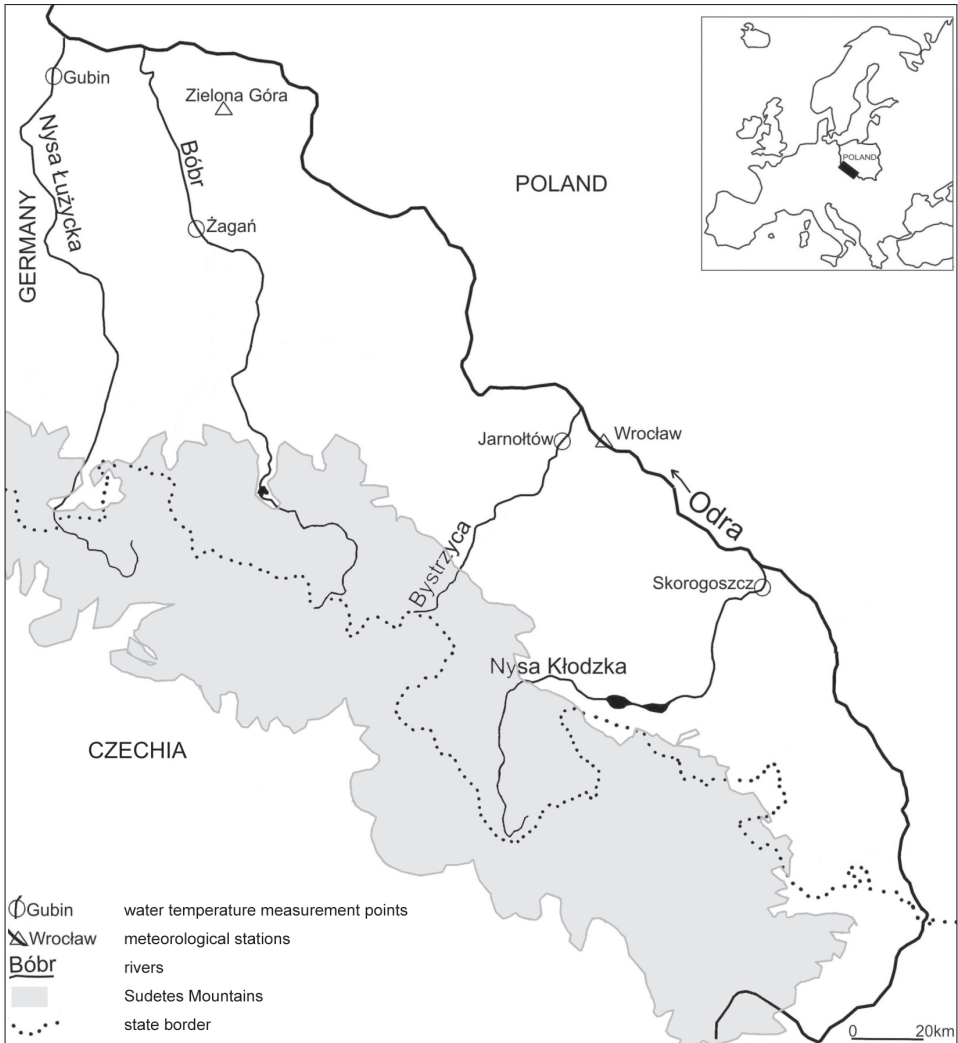 Gubin
Zielona Góra
Nysa Łużycka
Bóbr
GERMANY
Żagań
POLAND
POLAND
Jarnołtów
Wrocław
Odra
Bystrzyca
Skorogoszcz
Nysa Kłodzka
CZECHIA
Gubin water temperature measurement points
Wrocław meteorological stations
Bóbr rivers
Sudetes Mountains
state border
0 20km